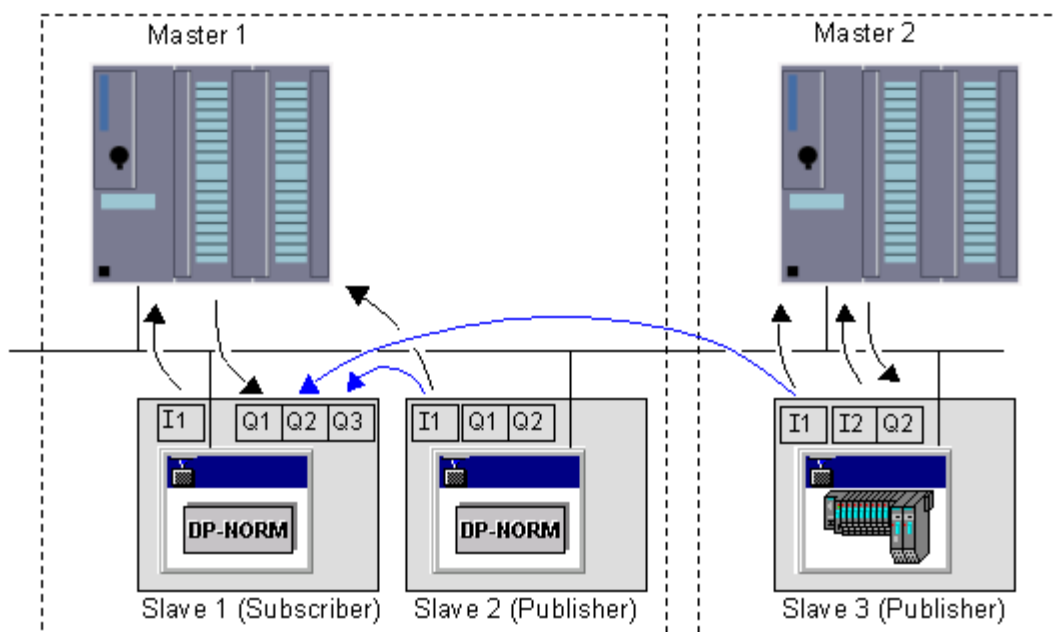 Master 1
Master 2
I1 Q1 Q2 Q3
I1 Q1 Q2
I1 I2 Q2
DP-NORM
DP-NORM
Slave 1 (Subscriber)
Slave 2 (Publisher)
Slave 3 (Publisher)